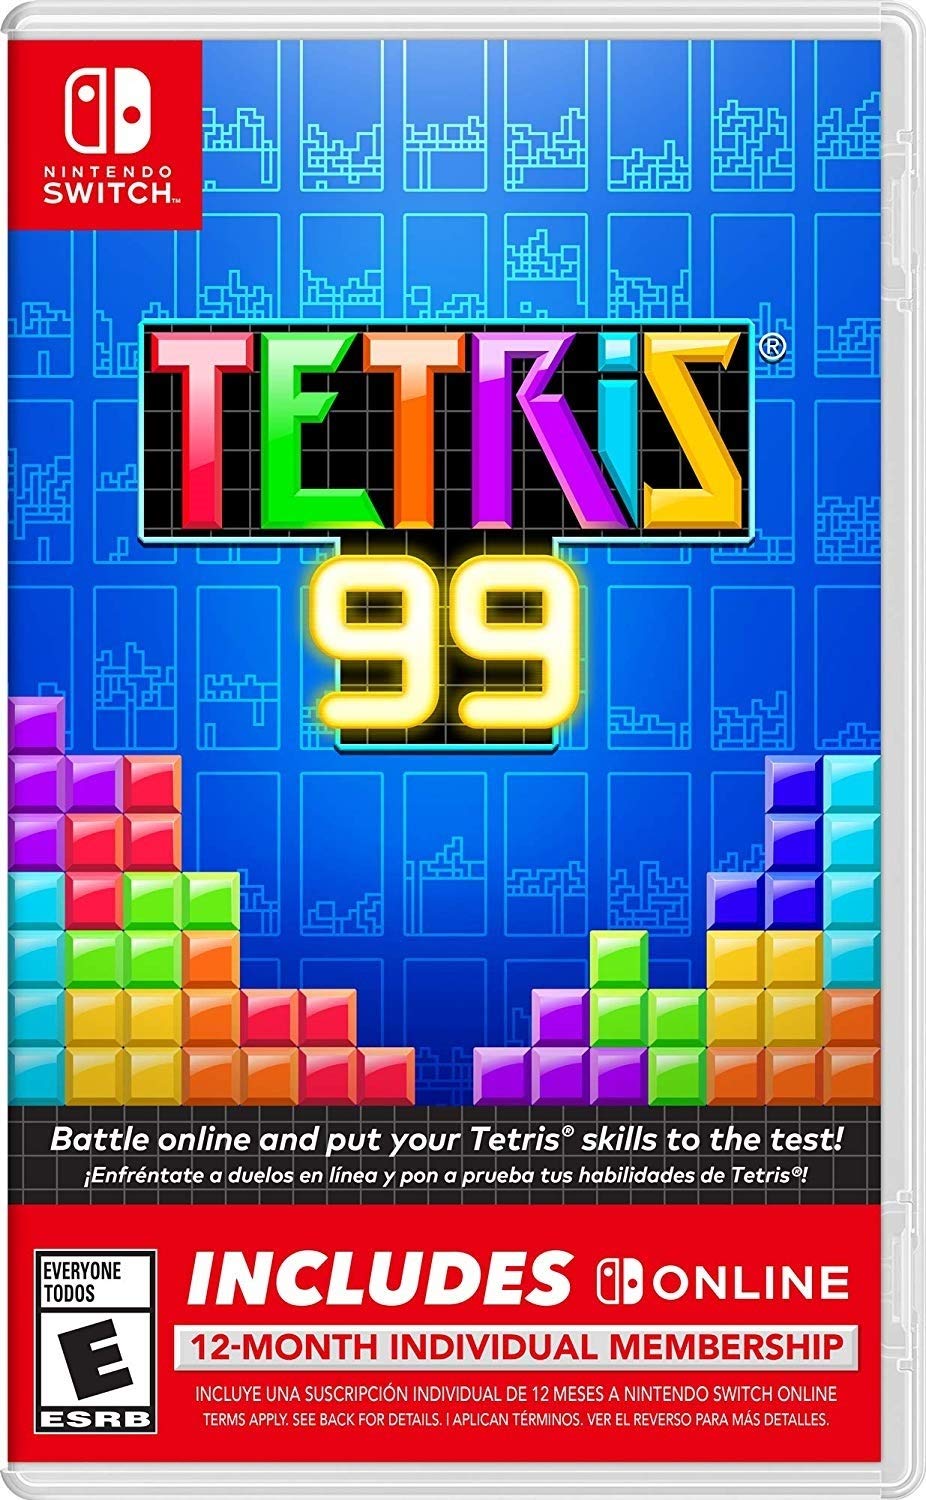 NINTENDO
SWITCH™
TETRIS®
99
Battle online and put your Tetris® skills to the test!
¡Enfréntate a duelos en línea y pon a prueba tus habilidades de Tetris®!
EVERYONE
TODOS
E
ESRB
INCLUDES ONLINE
12-MONTH INDIVIDUAL MEMBERSHIP
INCLUYE UNA SUSCRIPCIÓN INDIVIDUAL DE 12 MESES A NINTENDO SWITCH ONLINE
TERMS APPLY. SEE BACK FOR DETAILS. | APLICAN TÉRMINOS. VER EL REVERSO PARA MÁS DETALLES.